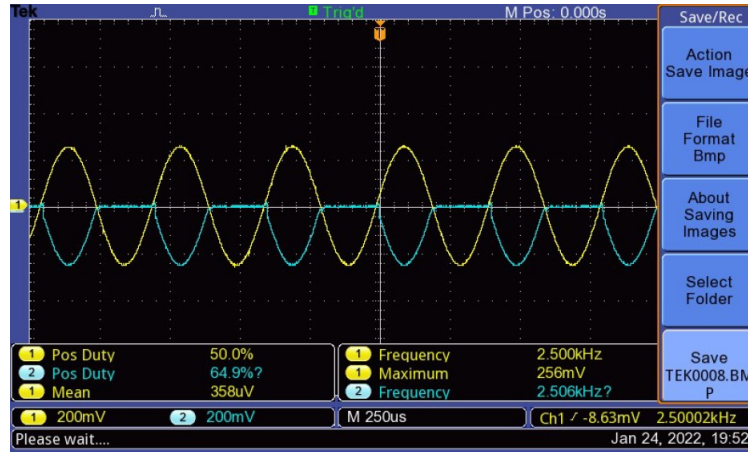 Tek
T Trig'd
M Pos: 0.000s
Save/Rec
T
Action
Save Image
File
Format
Bmp
About
Saving
Images
Select
Folder
Save
TEK0008.BM
P
1
1 Pos Duty 50.0%
2 Pos Duty 64.9%?
1 Mean 358uV
1 Frequency 2.500kHz
1 Maximum 256mV
2 Frequency 2.506kHz?
1 200mV
2 200mV
M 250us
Ch1 -8.63mV 2.50002kHz
Please wait....
Jan 24, 2022, 19:52